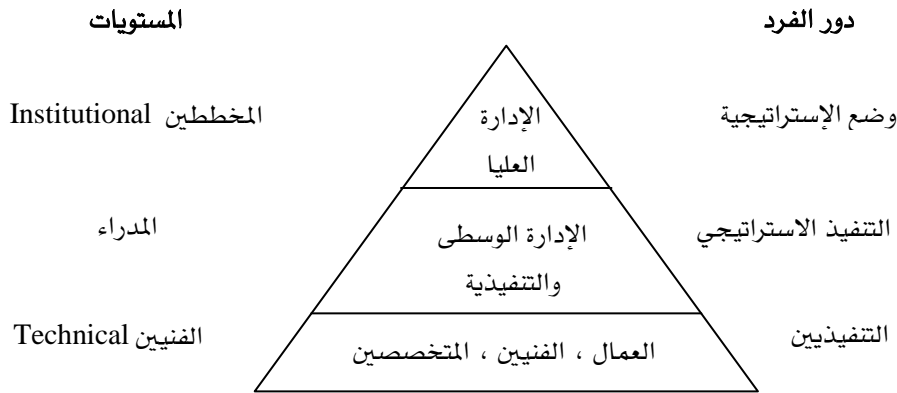 دور الفرد
المستويات
وضع الإستراتيجية
الإدارة
العليا
المخططين Institutional
التنفيذ الاستراتيجي
الإدارة الوسطى
والتنفيذية
المدراء
التنفيذيين
العمال ، الفنيين ، المتخصصين
الفنيين Technical